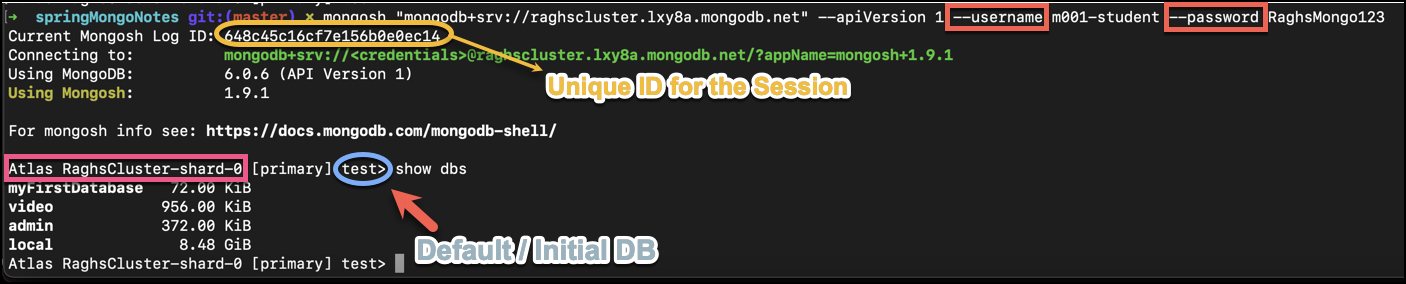 ➜ springMongoNotes git:(master) × mongosh "mongodb+srv://raghscluster.lxy8a.mongodb.net" --apiVersion 1 --username m001-student --password RaghsMongo123
Current Mongosh Log ID: 648c45c16cf7e156b0e0ec14
Connecting to: mongodb+srv://<credentials>@raghscluster.lxy8a.mongodb.net/?appName=mongosh+1.9.1
Using MongoDB: 6.0.6 (API Version 1)
Unique ID for the Session
Using Mongosh: 1.9.1
For mongosh info see: https://docs.mongodb.com/mongodb-shell/
Atlas RaghsCluster-shard-0 [primary] test> show dbs
myFirstDatabase 72.00 KiB
video 956.00 KiB
admin 372.00 KiB
local 8.48 GiB
Default / Initial DB
Atlas RaghsCluster-shard-0 [primary] test>